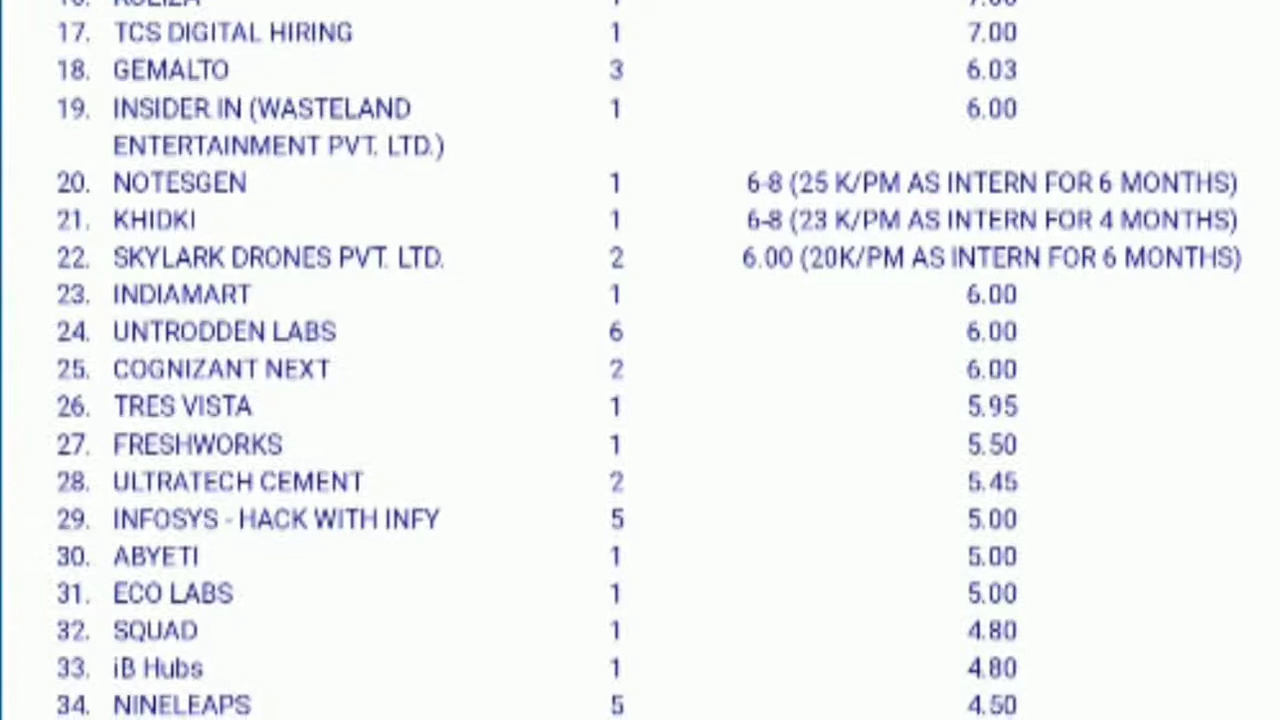 17. TCS DIGITAL HIRING 1 7.00
18. GEMALTO 3 6.03
19. INSIDER IN (WASTELAND 1 6.00
ENTERTAINMENT PVT. LTD.)
20. NOTESGEN 1 6-8 (25 K/PM AS INTERN FOR 6 MONTHS)
21. KHIDKI 1 6-8 (23 K/PM AS INTERN FOR 4 MONTHS)
22. SKYLARK DRONES PVT. LTD. 2 6.00 (20K/PM AS INTERN FOR 6 MONTHS)
23. INDIAMART 1 6.00
24. UNTRODDEN LABS 6 6.00
25. COGNIZANT NEXT 2 6.00
26. TRES VISTA 1 5.95
27. FRESHWORKS 1 5.50
28. ULTRATECH CEMENT 2 5.45
29. INFOSYS - HACK WITH INFY 5 5.00
30. ABYETI 1 5.00
31. ECO LABS 1 5.00
32. SQUAD 1 4.80
33. iB Hubs 1 4.80
34. NINELEAPS 5 4.50